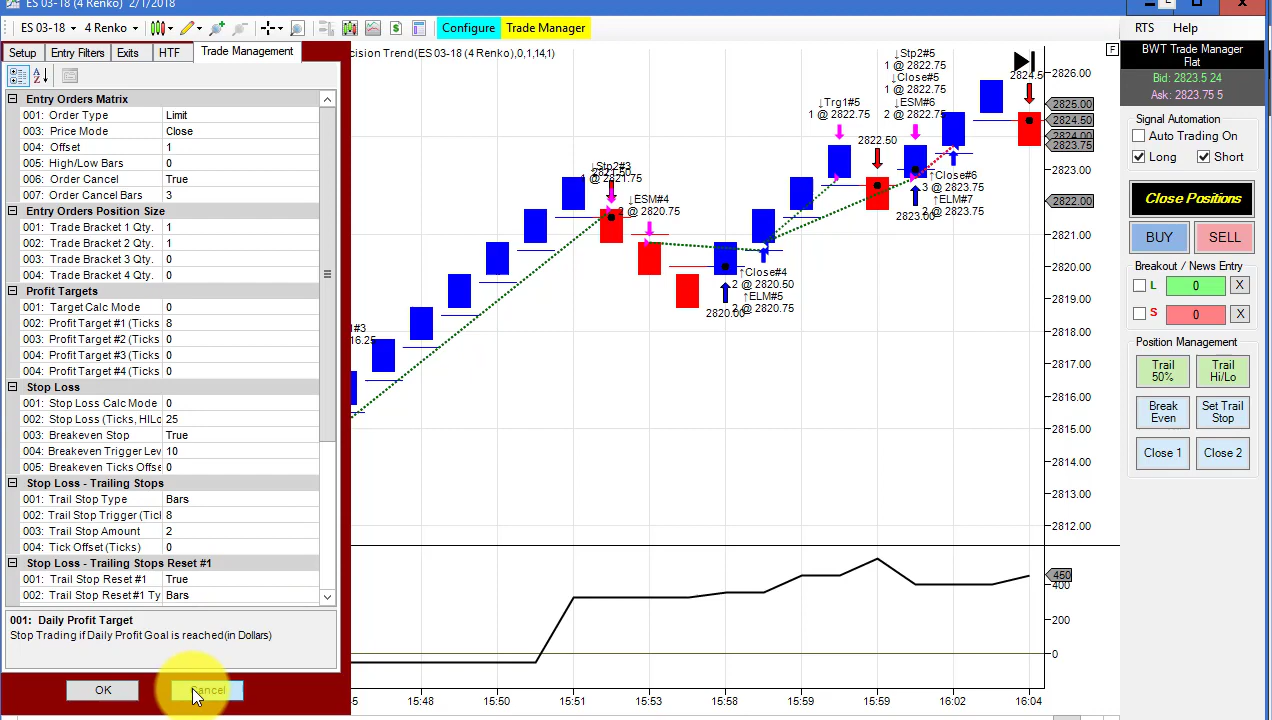 ES 03-18 (4 Renko) 2/1/2018
ES 03-18
4 Renko
Configure
Trade Manager
RTS
Help
Setup
Entry Filters
Exits
HTF
Trade Management
Entry Orders Matrix
001: Order Type Limit
003: Price Mode Close
004: Offset 1
005: High/Low Bars 0
006: Order Cancel True
007: Order Cancel Bars 3
Entry Orders Position Size
001: Trade Bracket 1 Qty. 1
002: Trade Bracket 2 Qty. 1
003: Trade Bracket 3 Qty. 0
004: Trade Bracket 4 Qty. 0
Profit Targets
001: Target Calc Mode 0
002: Profit Target #1 (Ticks 8
003: Profit Target #2 (Ticks 0
004: Profit Target #3 (Ticks 0
004: Profit Target #4 (Ticks 0
Stop Loss
001: Stop Loss Calc Mode 0
002: Stop Loss (Ticks, HILo 25
003: Breakeven Stop True
004: Breakeven Trigger Lev 10
005: Breakeven Ticks Offse 0
Stop Loss - Trailing Stops
001: Trail Stop Type Bars
002: Trail Stop Trigger (Ticl 8
003: Trail Stop Amount 2
004: Tick Offset (Ticks) 0
Stop Loss - Trailing Stops Reset #1
001: Trail Stop Reset #1 True
002: Trail Stop Reset #1 Ty Bars
001: Daily Profit Target
Stop Trading if Daily Profit Goal is reached(in Dollars)
OK
Cancel
cision Trend(ES 03-18 (4 Renko),0,1,14,1)
F
1#3
16.25
↓Stp2#3
1 @ 2821.75
↓ESM#4
2 @ 2820.75
2820.00
↑Close#4
2 @ 2820.50
↑ELM#5
2 @ 2820.75
↓Trg1#5
1 @ 2822.75
2822.50
↓Stp2#5
1 @ 2822.75
↓Close#5
1 @ 2822.75
↓ESM#6
2 @ 2822.75
2823.00
↑Close#6
3 @ 2823.75
↑ELM#7
2 @ 2823.75
2824.5
2826.00
2825.00
2824.50
2824.00
2823.75
2823.00
2822.00
2821.00
2820.00
2819.00
2818.00
2817.00
2816.00
2815.00
2814.00
2813.00
2812.00
450
400
200
0
5
15:48
15:50
15:51
15:53
15:59
15:59
15:59
16:02
16:04
BWT Trade Manager
Flat
Bid: 2823.5 24
Ask: 2823.75 5
Signal Automation
Auto Trading On
Long
Short
Close Positions
BUY
SELL
Breakout / News Entry
L 0 X
S 0 X
Position Management
Trail
50%
Trail
Hi/Lo
Break
Even
Set Trail
Stop
Close 1
Close 2